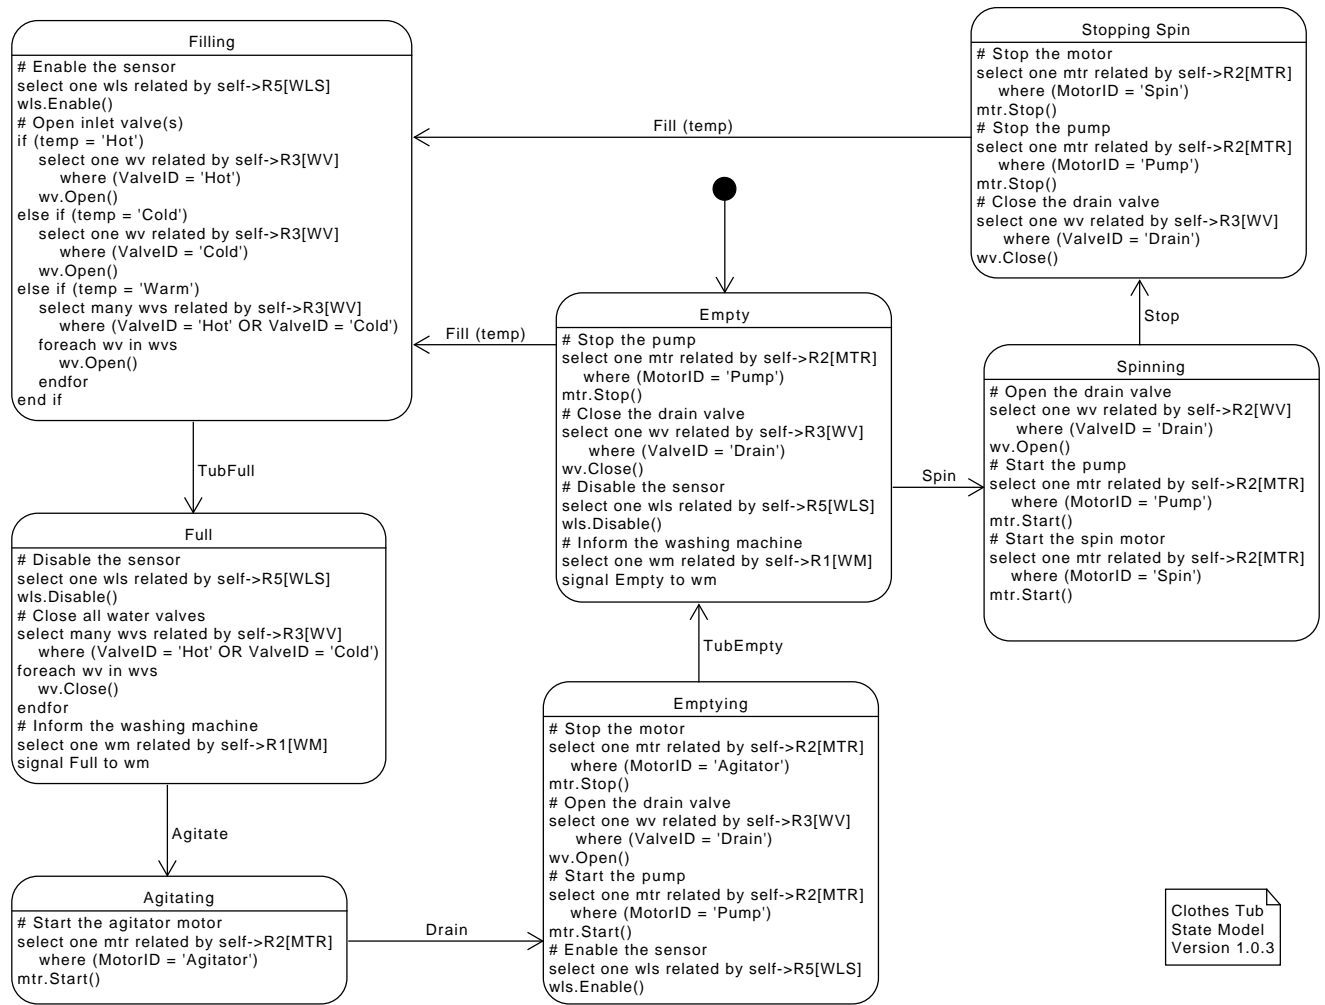 Filling
# Enable the sensor
select one wls related by self->R5[WLS]
wls.Enable()
# Open inlet valve(s)
if (temp = 'Hot')
select one wv related by self->R3[WV]
where (ValveID = 'Hot')
wv.Open()
else if (temp = 'Cold')
select one wv related by self->R3[WV]
where (ValveID = 'Cold')
wv.Open()
else if (temp = 'Warm')
select many wvs related by self->R3[WV]
where (ValveID = 'Hot' OR ValveID = 'Cold')
foreach wv in wvs
wv.Open()
endfor
end if
Fill (temp)
Stopping Spin
# Stop the motor
select one mtr related by self->R2[MTR]
where (MotorID = 'Spin')
mtr.Stop()
# Stop the pump
select one mtr related by self->R2[MTR]
where (MotorID = 'Pump')
mtr.Stop()
# Close the drain valve
select one wv related by self->R3[WV]
where (ValveID = 'Drain')
wv.Close()
Fill (temp)
Empty
# Stop the pump
select one mtr related by self->R2[MTR]
where (MotorID = 'Pump')
mtr.Stop()
# Close the drain valve
select one wv related by self->R3[WV]
where (ValveID = 'Drain')
wv.Close()
# Disable the sensor
select one wls related by self->R5[WLS]
wls.Disable()
# Inform the washing machine
select one wm related by self->R1[WM]
signal Empty to wm
Stop
Spin
Spinning
# Open the drain valve
select one wv related by self->R2[WV]
where (ValveID = 'Drain')
wv.Open()
# Start the pump
select one mtr related by self->R2[MTR]
where (MotorID = 'Pump')
mtr.Start()
# Start the spin motor
select one mtr related by self->R2[MTR]
where (MotorID = 'Spin')
mtr.Start()
TubFull
Full
# Disable the sensor
select one wls related by self->R5[WLS]
wls.Disable()
# Close all water valves
select many wvs related by self->R3[WV]
where (ValveID = 'Hot' OR ValveID = 'Cold')
foreach wv in wvs
wv.Close()
endfor
# Inform the washing machine
select one wm related by self->R1[WM]
signal Full to wm
TubEmpty
Emptying
# Stop the motor
select one mtr related by self->R2[MTR]
where (MotorID = 'Agitator')
mtr.Stop()
# Open the drain valve
select one wv related by self->R3[WV]
where (ValveID = 'Drain')
wv.Open()
# Start the pump
select one mtr related by self->R2[MTR]
where (MotorID = 'Pump')
mtr.Start()
# Enable the sensor
select one wls related by self->R5[WLS]
wls.Enable()
Agitate
Agitating
# Start the agitator motor
select one mtr related by self->R2[MTR]
where (MotorID = 'Agitator')
mtr.Start()
Drain
Clothes Tub
State Model
Version 1.0.3